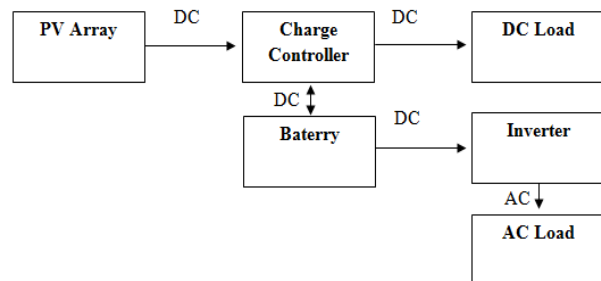 DC
DC
PV Array
Charge
Controller
DC Load
DC
DC
Baterry
Inverter
AC
AC Load